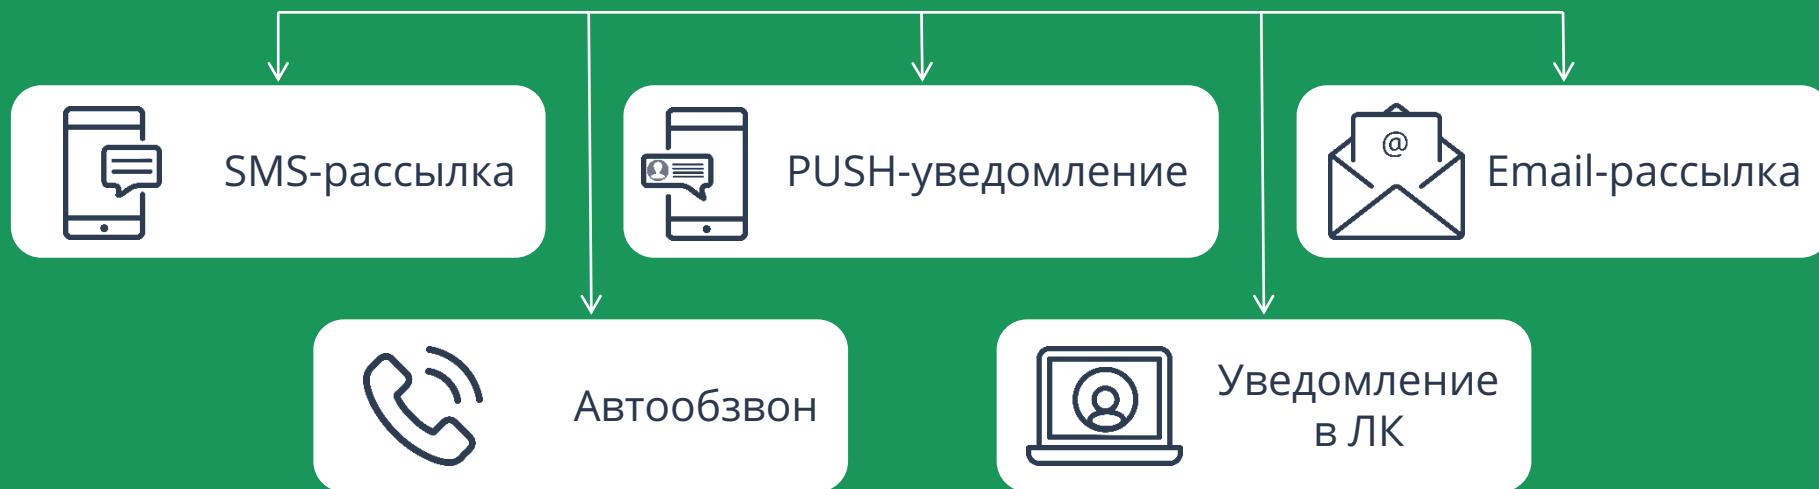 SMS-рассылка
PUSH-уведомление
@
Email-рассылка
Автообзвон
Уведомление
в ЛК